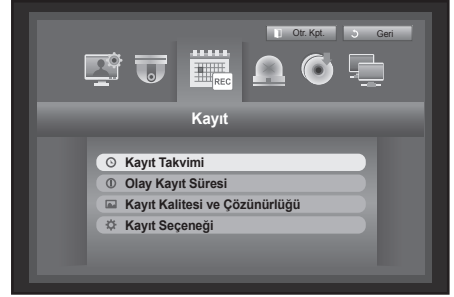 Otr. Kpt. Geri
REC
Kayıt
Kayıt Takvimi
Olay Kayıt Süresi
Kayıt Kalitesi ve Çözünürlüğü
Kayıt Seçeneği